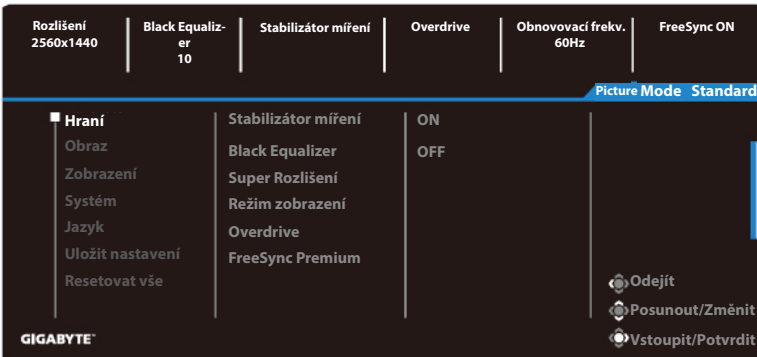 Rozlišení
2560x1440
Black Equaliz-
er
10
Stabilizátor míření
Overdrive
Obnovovací frekv.
60Hz
FreeSync ON
Picture Mode Standard
Hraní
Obraz
Zobrazení
Systém
Jazyk
Uložit nastavení
Resetovat vše
Stabilizátor míření
Black Equalizer
Super Rozlišení
Režim zobrazení
Overdrive
FreeSync Premium
ON
OFF
Odejít
Posunout/Změnit
Vstoupit/Potvrdit
GIGABYTE™